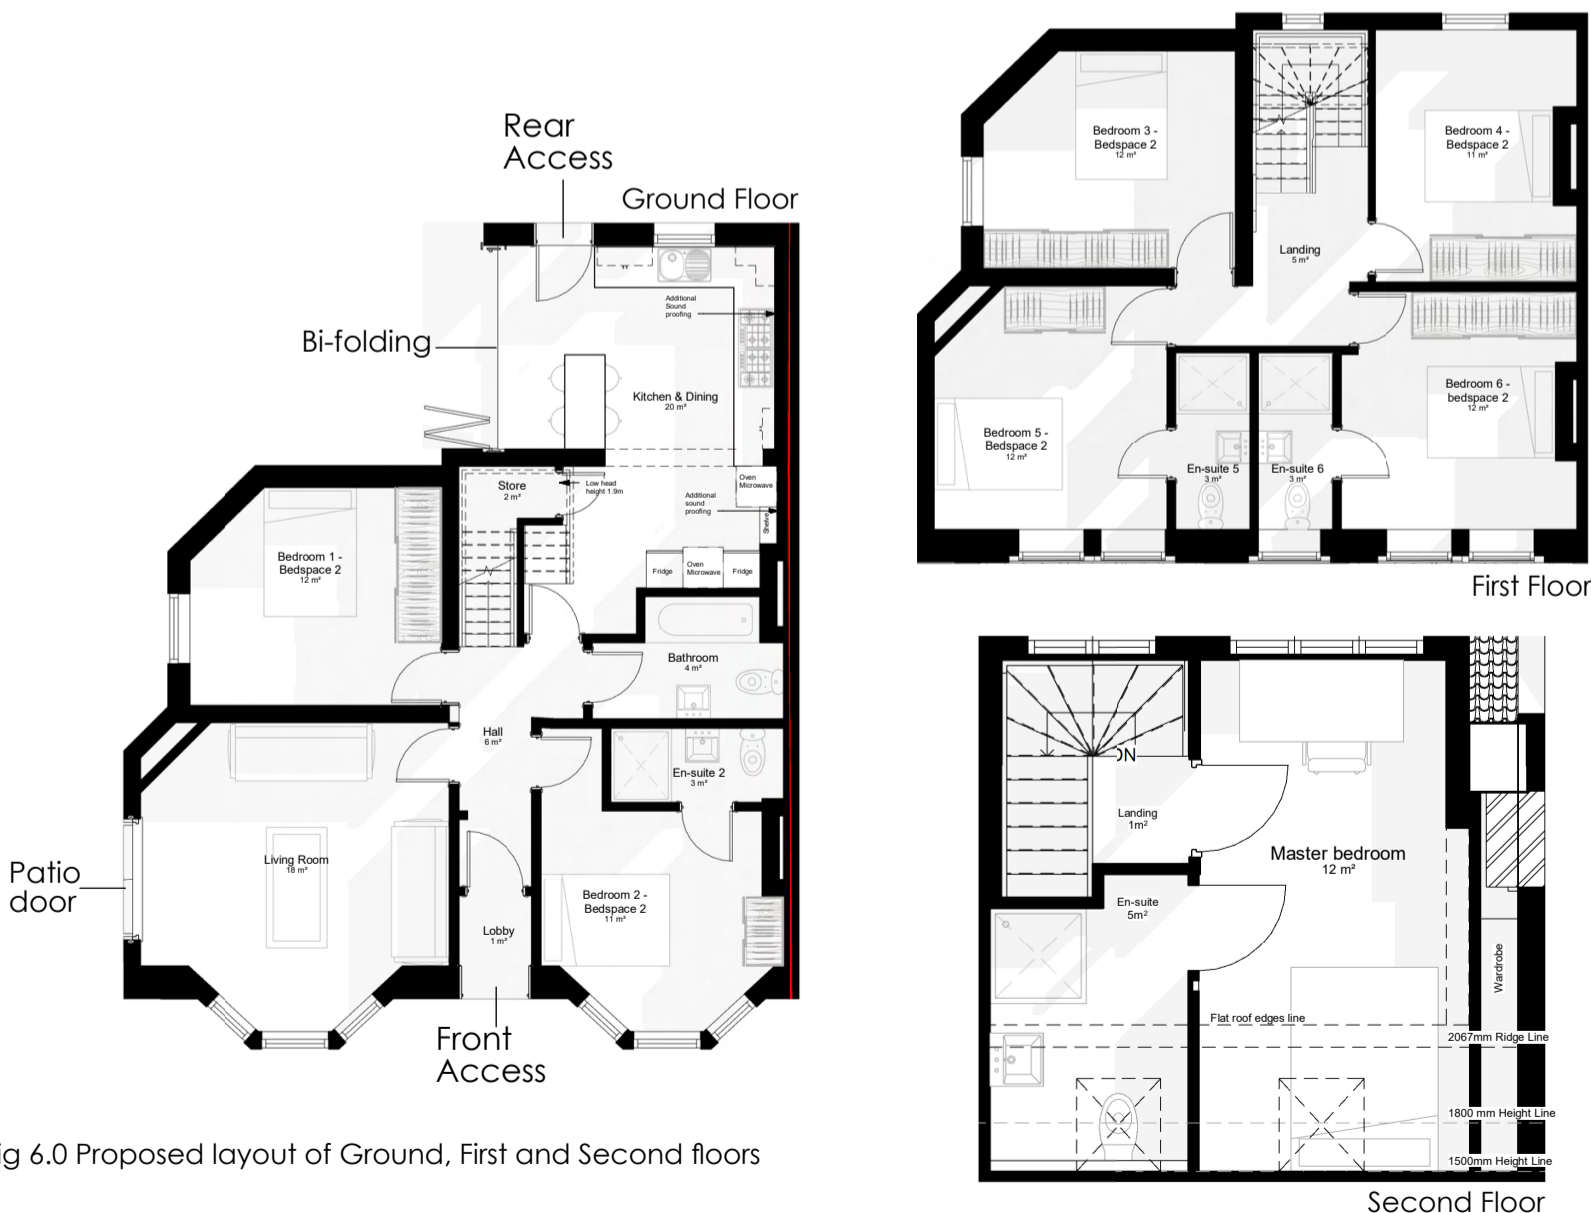 Rear
Access
Ground Floor
Bi-folding
Additional
Sound
proofing
Kitchen & Dining
20 m²
Store
2 m²
Low head
height 1.9m
Oven
Microwave
Additional
sound
proofing
Shelve
Fridge
Oven
Microwave
Fridge
Bedroom 1 -
Bedspace 2
12 m²
Bathroom
4 m²
Hall
6 m²
En-suite 2
3 m²
Living Room
18 m²
Patio
door
Bedroom 2 -
Bedspace 2
11 m²
Lobby
1 m²
Front
Access
ig 6.0 Proposed layout of Ground, First and Second floors
Bedroom 3 -
Bedspace 2
12 m²
Bedroom 4 -
Bedspace 2
11 m²
Landing
5 m²
Bedroom 5 -
Bedspace 2
12 m²
En-suite 5
3 m²
En-suite 6
3 m²
Bedroom 6 -
bedspace 2
12 m²
First Floor
DN
Landing
1m²
Master bedroom
12 m²
En-suite
5m²
Wardrobe
Flat roof edges line
2067mm Ridge Line
1800 mm Height Line
1500mm Height Line
Second Floor